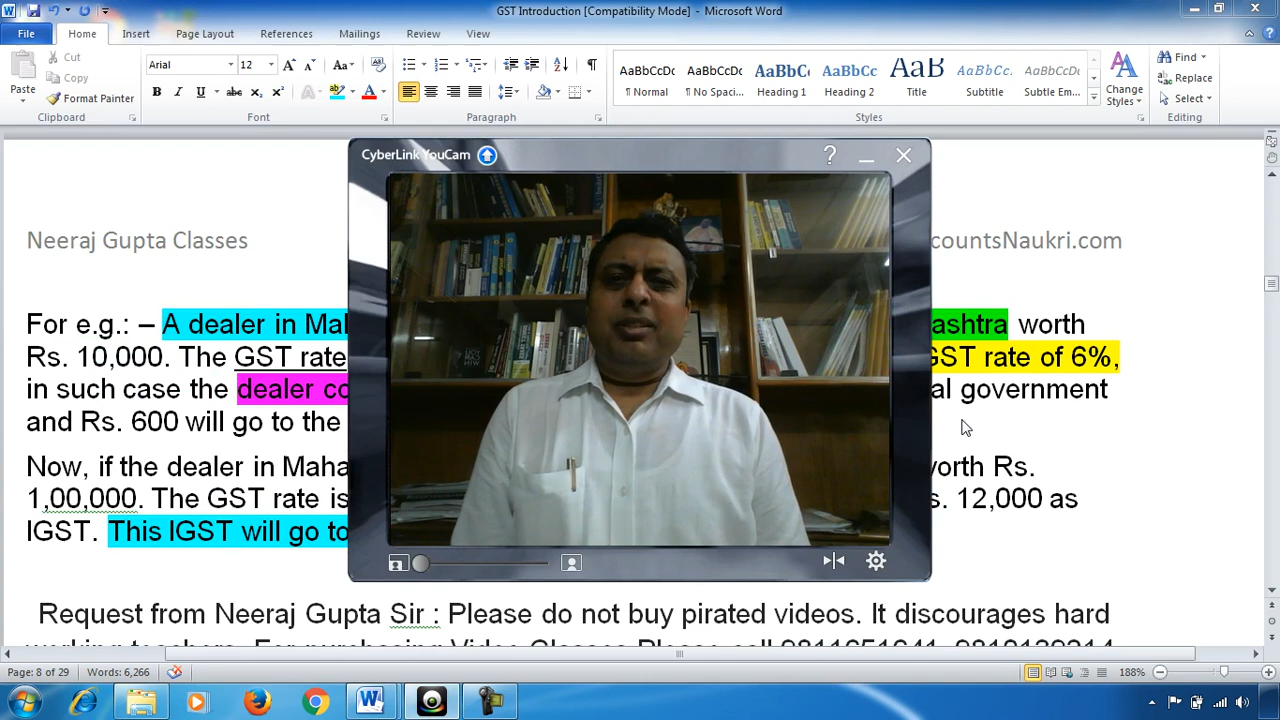 GST Introduction [Compatibility Mode] - Microsoft Word
File Home Insert Page Layout References Mailings Review View
Cut
Copy
Format Painter
Paste
Clipboard
Arial 12
Font
Paragraph
AaBbCcDc AaBbCcDc AaBbC AaBbCc AaB AaBbCcL AaBbCcDc
¶ Normal ¶ No Spaci... Heading 1 Heading 2 Title Subtitle Subtle Em...
Change Styles
Styles
Find
Replace
Select
Editing
CyberLink YouCam
Neeraj Gupta Classes countsNaukri.com
For e.g.: – A dealer in Mah ashtra worth
Rs. 10,000. The GST rate GST rate of 6%,
in such case the dealer co al government
and Rs. 600 will go to the
Now, if the dealer in Maha worth Rs.
1,00,000. The GST rate is s. 12,000 as
IGST. This IGST will go to
Request from Neeraj Gupta Sir : Please do not buy pirated videos. It discourages hard
Page: 8 of 29 Words: 6,266 188%